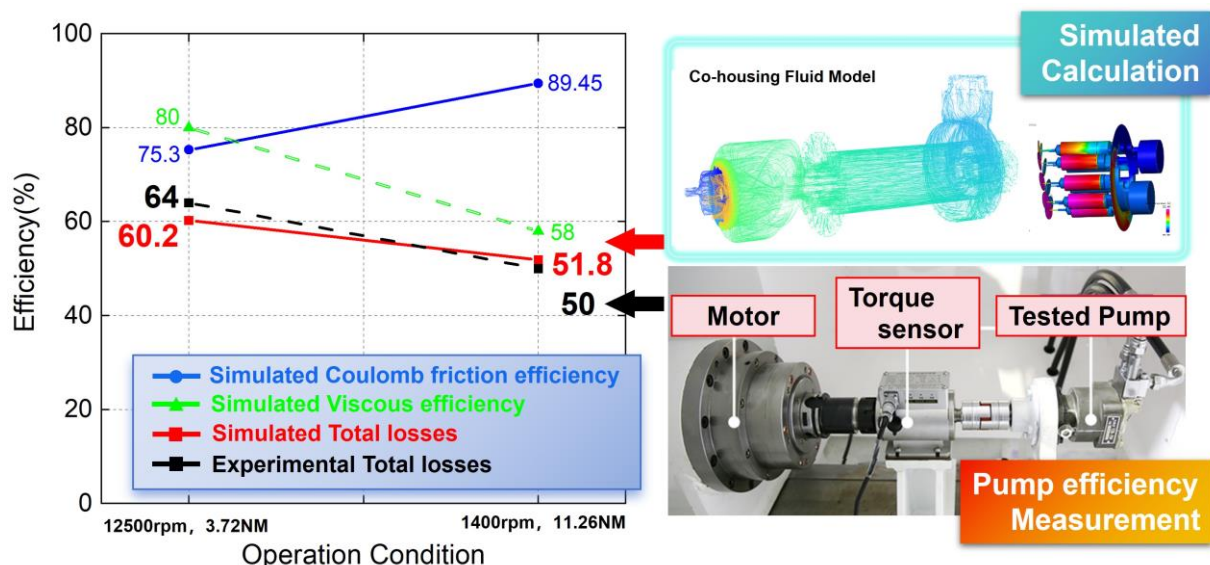 100
80
60
40
20
0
Efficiency(%)
80
75.3
64
60.2
89.45
58
51.8
50
Simulated Coulomb friction efficiency
Simulated Viscous efficiency
Simulated Total losses
Experimental Total losses
12500rpm，3.72NM
1400rpm，11.26NM
Operation Condition
Simulated
Calculation
Co-housing Fluid Model
Motor
Torque
sensor
Tested Pump
Pump efficiency
Measurement